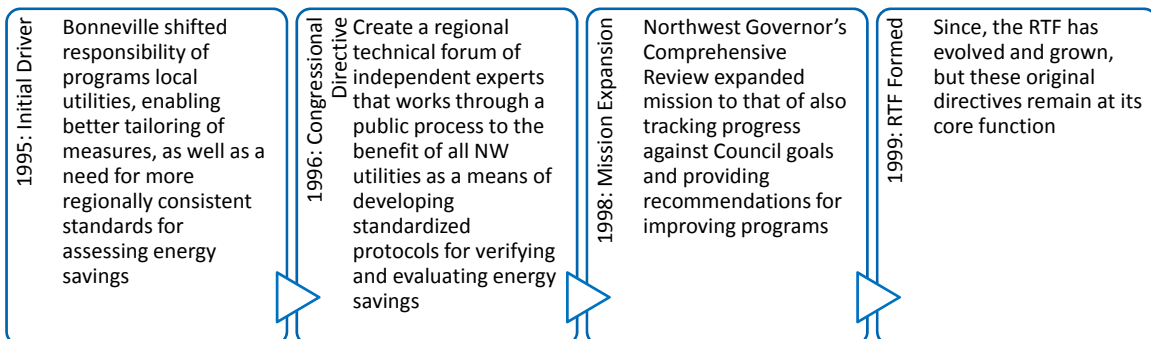 1995: Initial Driver
Bonneville shifted
responsibility of
programs local
utilities, enabling
better tailoring of
measures, as well as a
need for more
regionally consistent
standards for
assessing energy
savings
1996: Congressional
Directive
Create a regional
technical forum of
independent experts
that works through a
public process to the
benefit of all NW
utilities as a means of
developing
standardized
protocols for verifying
and evaluating energy
savings
1998: Mission Expansion
Northwest Governor’s
Comprehensive
Review expanded
mission to that of also
tracking progress
against Council goals
and providing
recommendations for
improving programs
1999: RTF Formed
Since, the RTF has
evolved and grown,
but these original
directives remain at its
core function